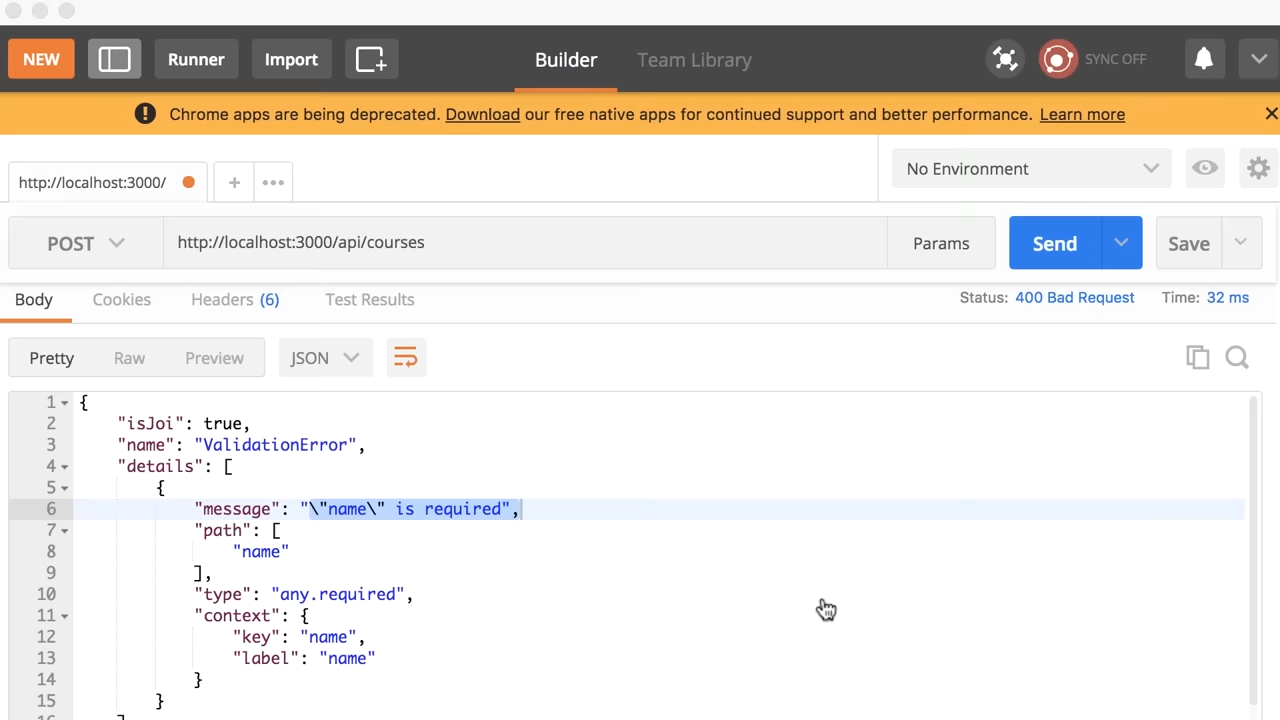 NEW Runner Import Builder Team Library SYNC OFF
Chrome apps are being deprecated. Download our free native apps for continued support and better performance. Learn more
http://localhost:3000/ No Environment
POST http://localhost:3000/api/courses Params Send Save
Body Cookies Headers (6) Test Results Status: 400 Bad Request Time: 32 ms
Pretty Raw Preview JSON
1 {
2 "isJoi": true,
3 "name": "ValidationError",
4 "details": [
5 {
6 "message": "\"name\" is required",
7 "path": [
8 "name"
9 ],
10 "type": "any.required",
11 "context": {
12 "key": "name",
13 "label": "name"
14 }
15 }
16 ]